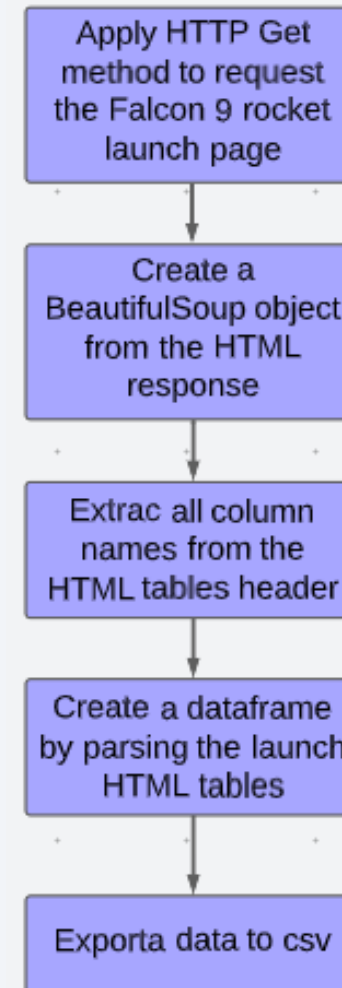 Apply HTTP Get
method to request
the Falcon 9 rocket
launch page
Create a
BeautifulSoup object
from the HTML
response
Extrac all column
names from the
HTML tables header
Create a dataframe
by parsing the launch
HTML tables
Exporta data to csv